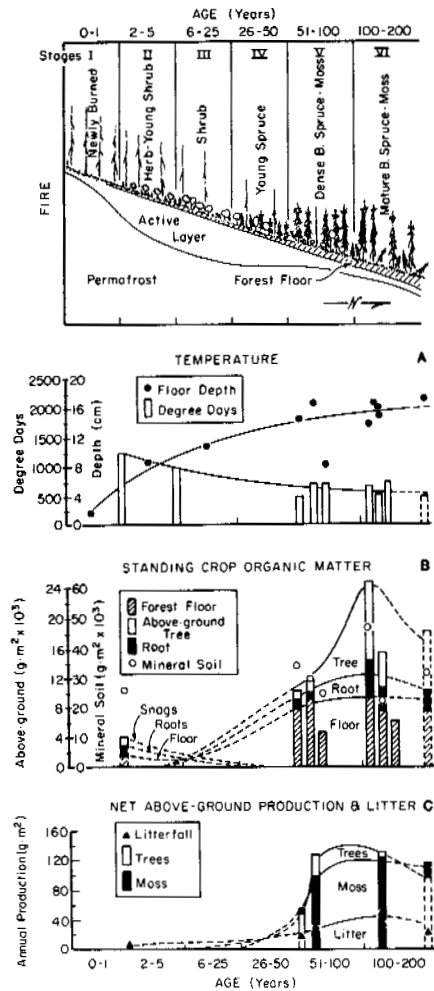 AGE (Years)
0-1 2-5 6-25 26-50 51-100 100-200
Stages I II III IV V VI
Newly Burned
Herb-Young Shrub
Shrub
Young Spruce
Dense B. Spruce-Moss
Mature B. Spruce-Moss
FIRE
Active
Layer
Permafrost
Forest Floor
N
TEMPERATURE A
Degree Days
2500
2000
1500
1000
500
0
Depth (cm)
20
16
12
8
4
0
Floor Depth
Degree Days
STANDING CROP ORGANIC MATTER B
Above-ground (g·m² x 10³)
24
20
16
12
8
4
0
Mineral Soil (g·m² x 10³)
60
50
40
30
20
10
0
Forest Floor
Above-ground
Tree
Root
Mineral Soil
Snags
Roots
Floor
Tree
Root
Floor
NET ABOVE-GROUND PRODUCTION & LITTER C
Annual Production (g·m²)
160
120
80
40
0
Litterfall
Trees
Moss
Trees
Moss
Litter
0-1 2-5 6-25 26-50 51-100 100-200
AGE (Years)